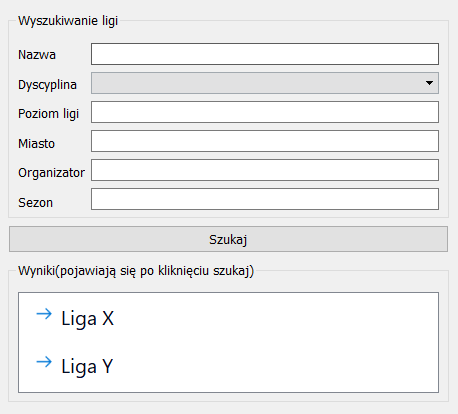 Wyszukiwanie ligi
Nazwa
Dyscyplina
Poziom ligi
Miasto
Organizator
Sezon
Szukaj
Wyniki(pojawiają się po kliknięciu szukaj)
Liga X
Liga Y